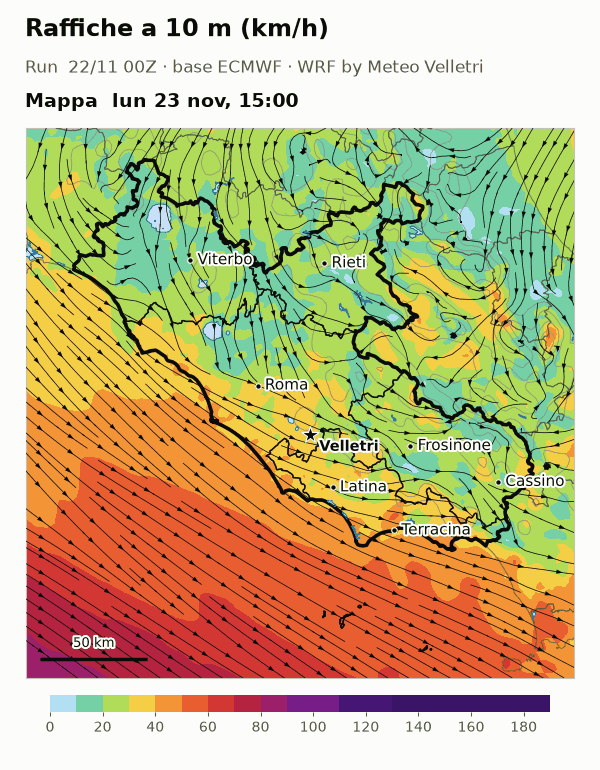 Raffiche a 10 m (km/h)
Run  22/11 00Z · base ECMWF · WRF by Meteo Velletri
Mappa  lun 23 nov, 15:00
Viterbo
Rieti
Roma
Velletri
Frosinone
Latina
Cassino
Terracina
50 km
0 20 40 60 80 100 120 140 160 180